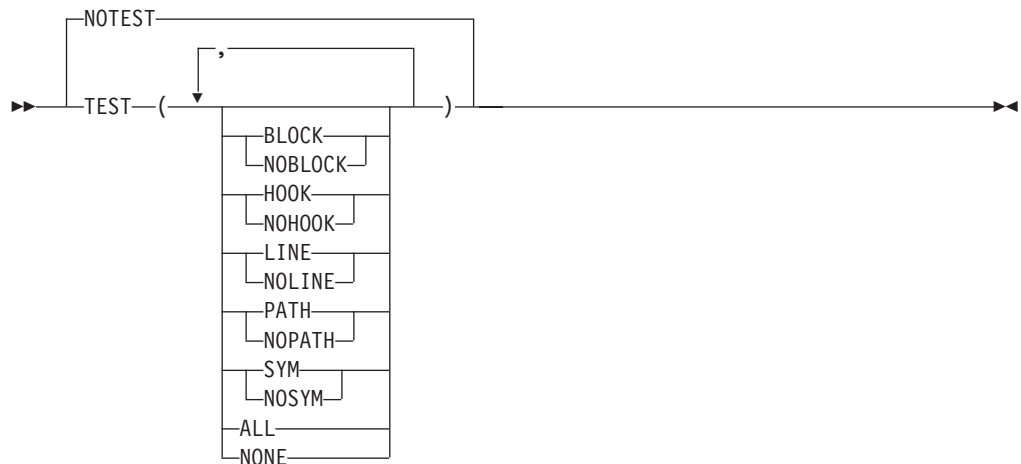 NOTEST
,
TEST ( )
BLOCK
NOBLOCK
HOOK
NOHOOK
LINE
NOLINE
PATH
NOPATH
SYM
NOSYM
ALL
NONE